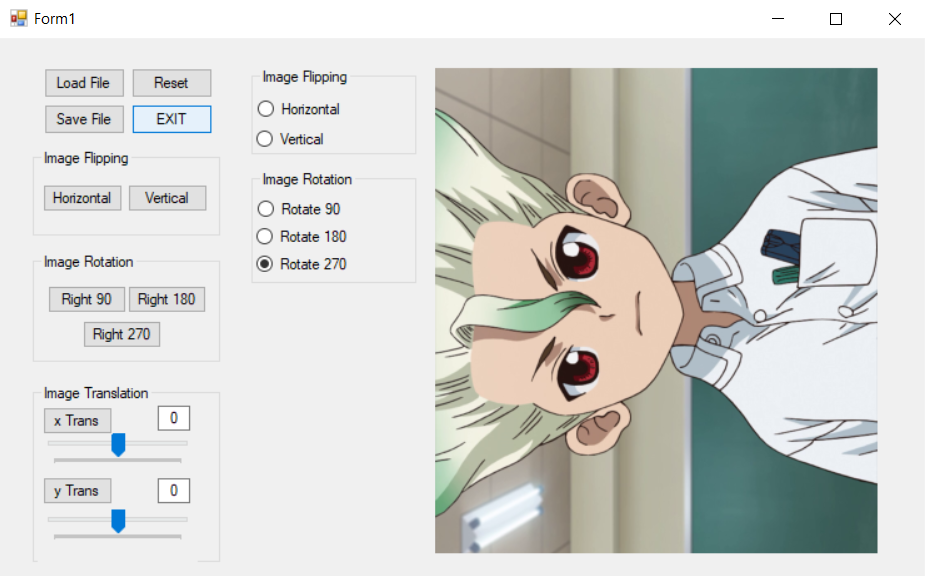 Form1
Load File
Reset
Save File
EXIT
Image Flipping
Horizontal
Vertical
Image Rotation
Right 90
Right 180
Right 270
Image Translation
x Trans
0
y Trans
0
Image Flipping
Horizontal
Vertical
Image Rotation
Rotate 90
Rotate 180
Rotate 270